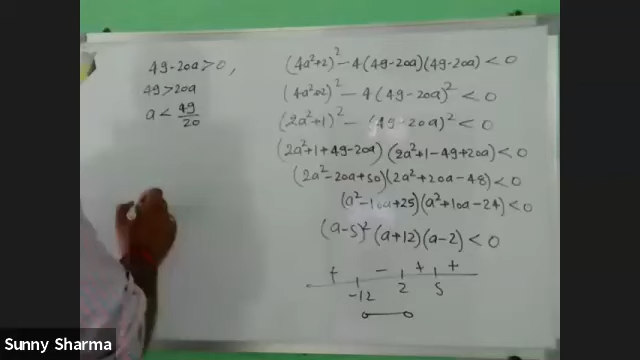 49-20a>0,
49>20a
a < 49/20
(4a²+2)² - 4(49-20a)(49-20a) < 0
(4a²+2)² - 4(49-20a)² < 0
(2a²+1)² - (49-20a)² < 0
(2a²+1+49-20a)(2a²+1-49+20a) < 0
(2a²-20a+50)(2a²+20a-48) < 0
(a²-10a+25)(a²+10a-24) < 0
(a-5)² (a+12)(a-2) < 0
+ - + +
-12 2 5
Sunny Sharma